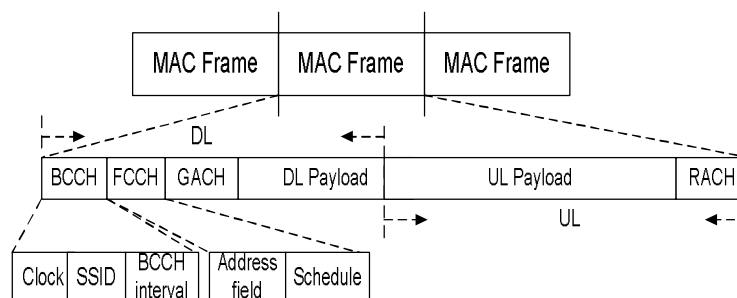 MAC Frame MAC Frame MAC Frame
DL
BCCH FCCH GACH DL Payload UL Payload RACH
UL
Clock SSID BCCH interval Address field Schedule